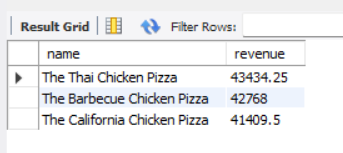 Result Grid Filter Rows:
name revenue
The Thai Chicken Pizza 43434.25
The Barbecue Chicken Pizza 42768
The California Chicken Pizza 41409.5